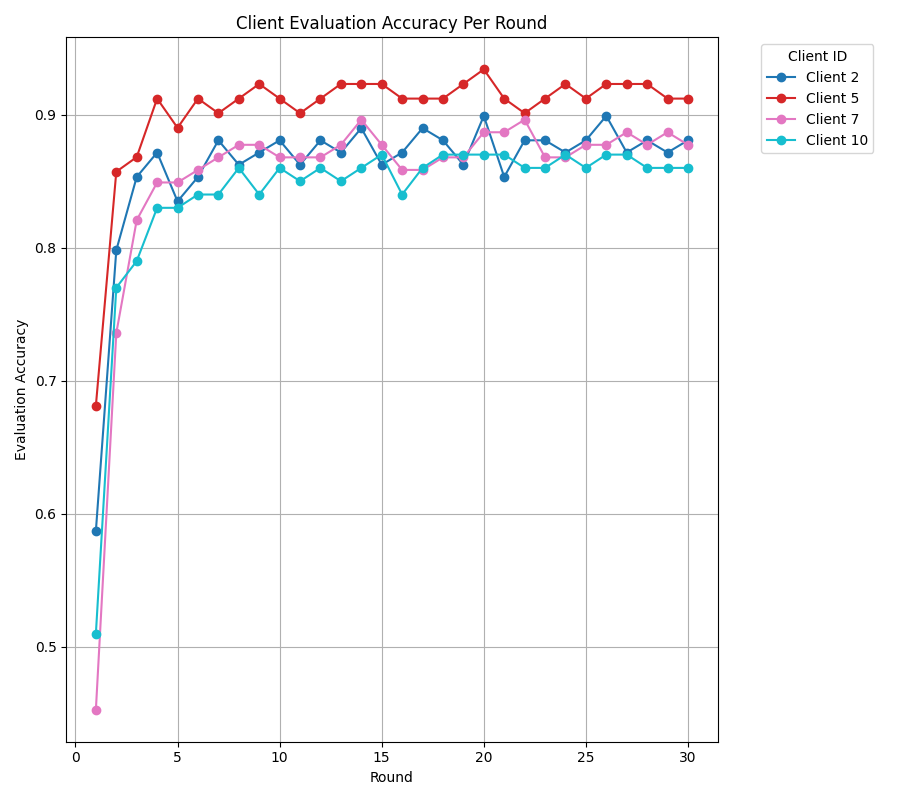 Client Evaluation Accuracy Per Round
Client ID
Client 2
Client 5
Client 7
Client 10
Evaluation Accuracy
0.9
0.8
0.7
0.6
0.5
0 5 10 15 20 25 30
Round